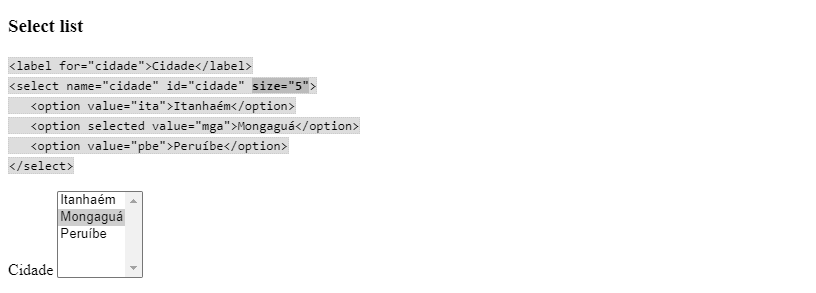 Select list
<label for="cidade">Cidade</label>
<select name="cidade" id="cidade" size="5">
   <option value="ita">Itanhaém</option>
   <option selected value="mga">Mongaguá</option>
   <option value="pbe">Peruíbe</option>
</select>
Itanhaém
Mongaguá
Peruíbe
Cidade